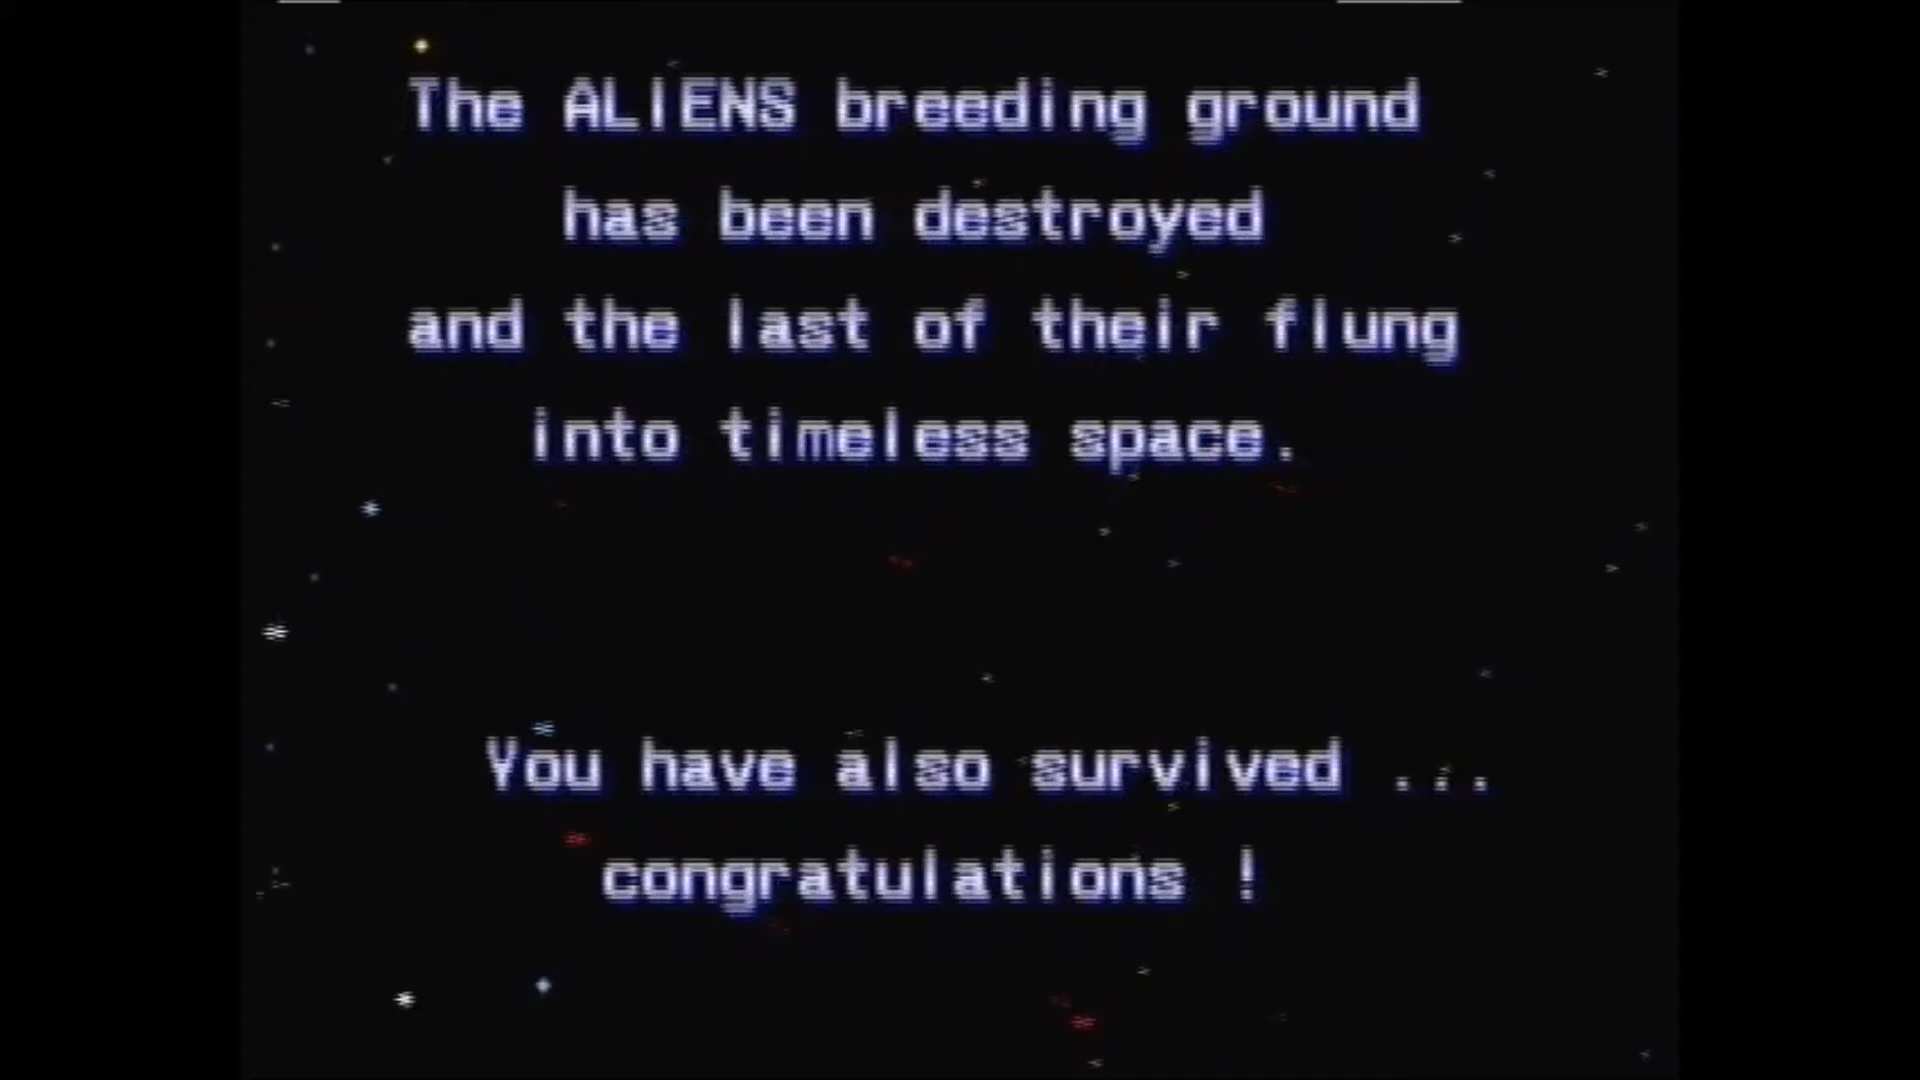 The ALIENS breeding ground
has been destroyed
and the last of their flung
into timeless space.
You have also survived ...
congratulations !